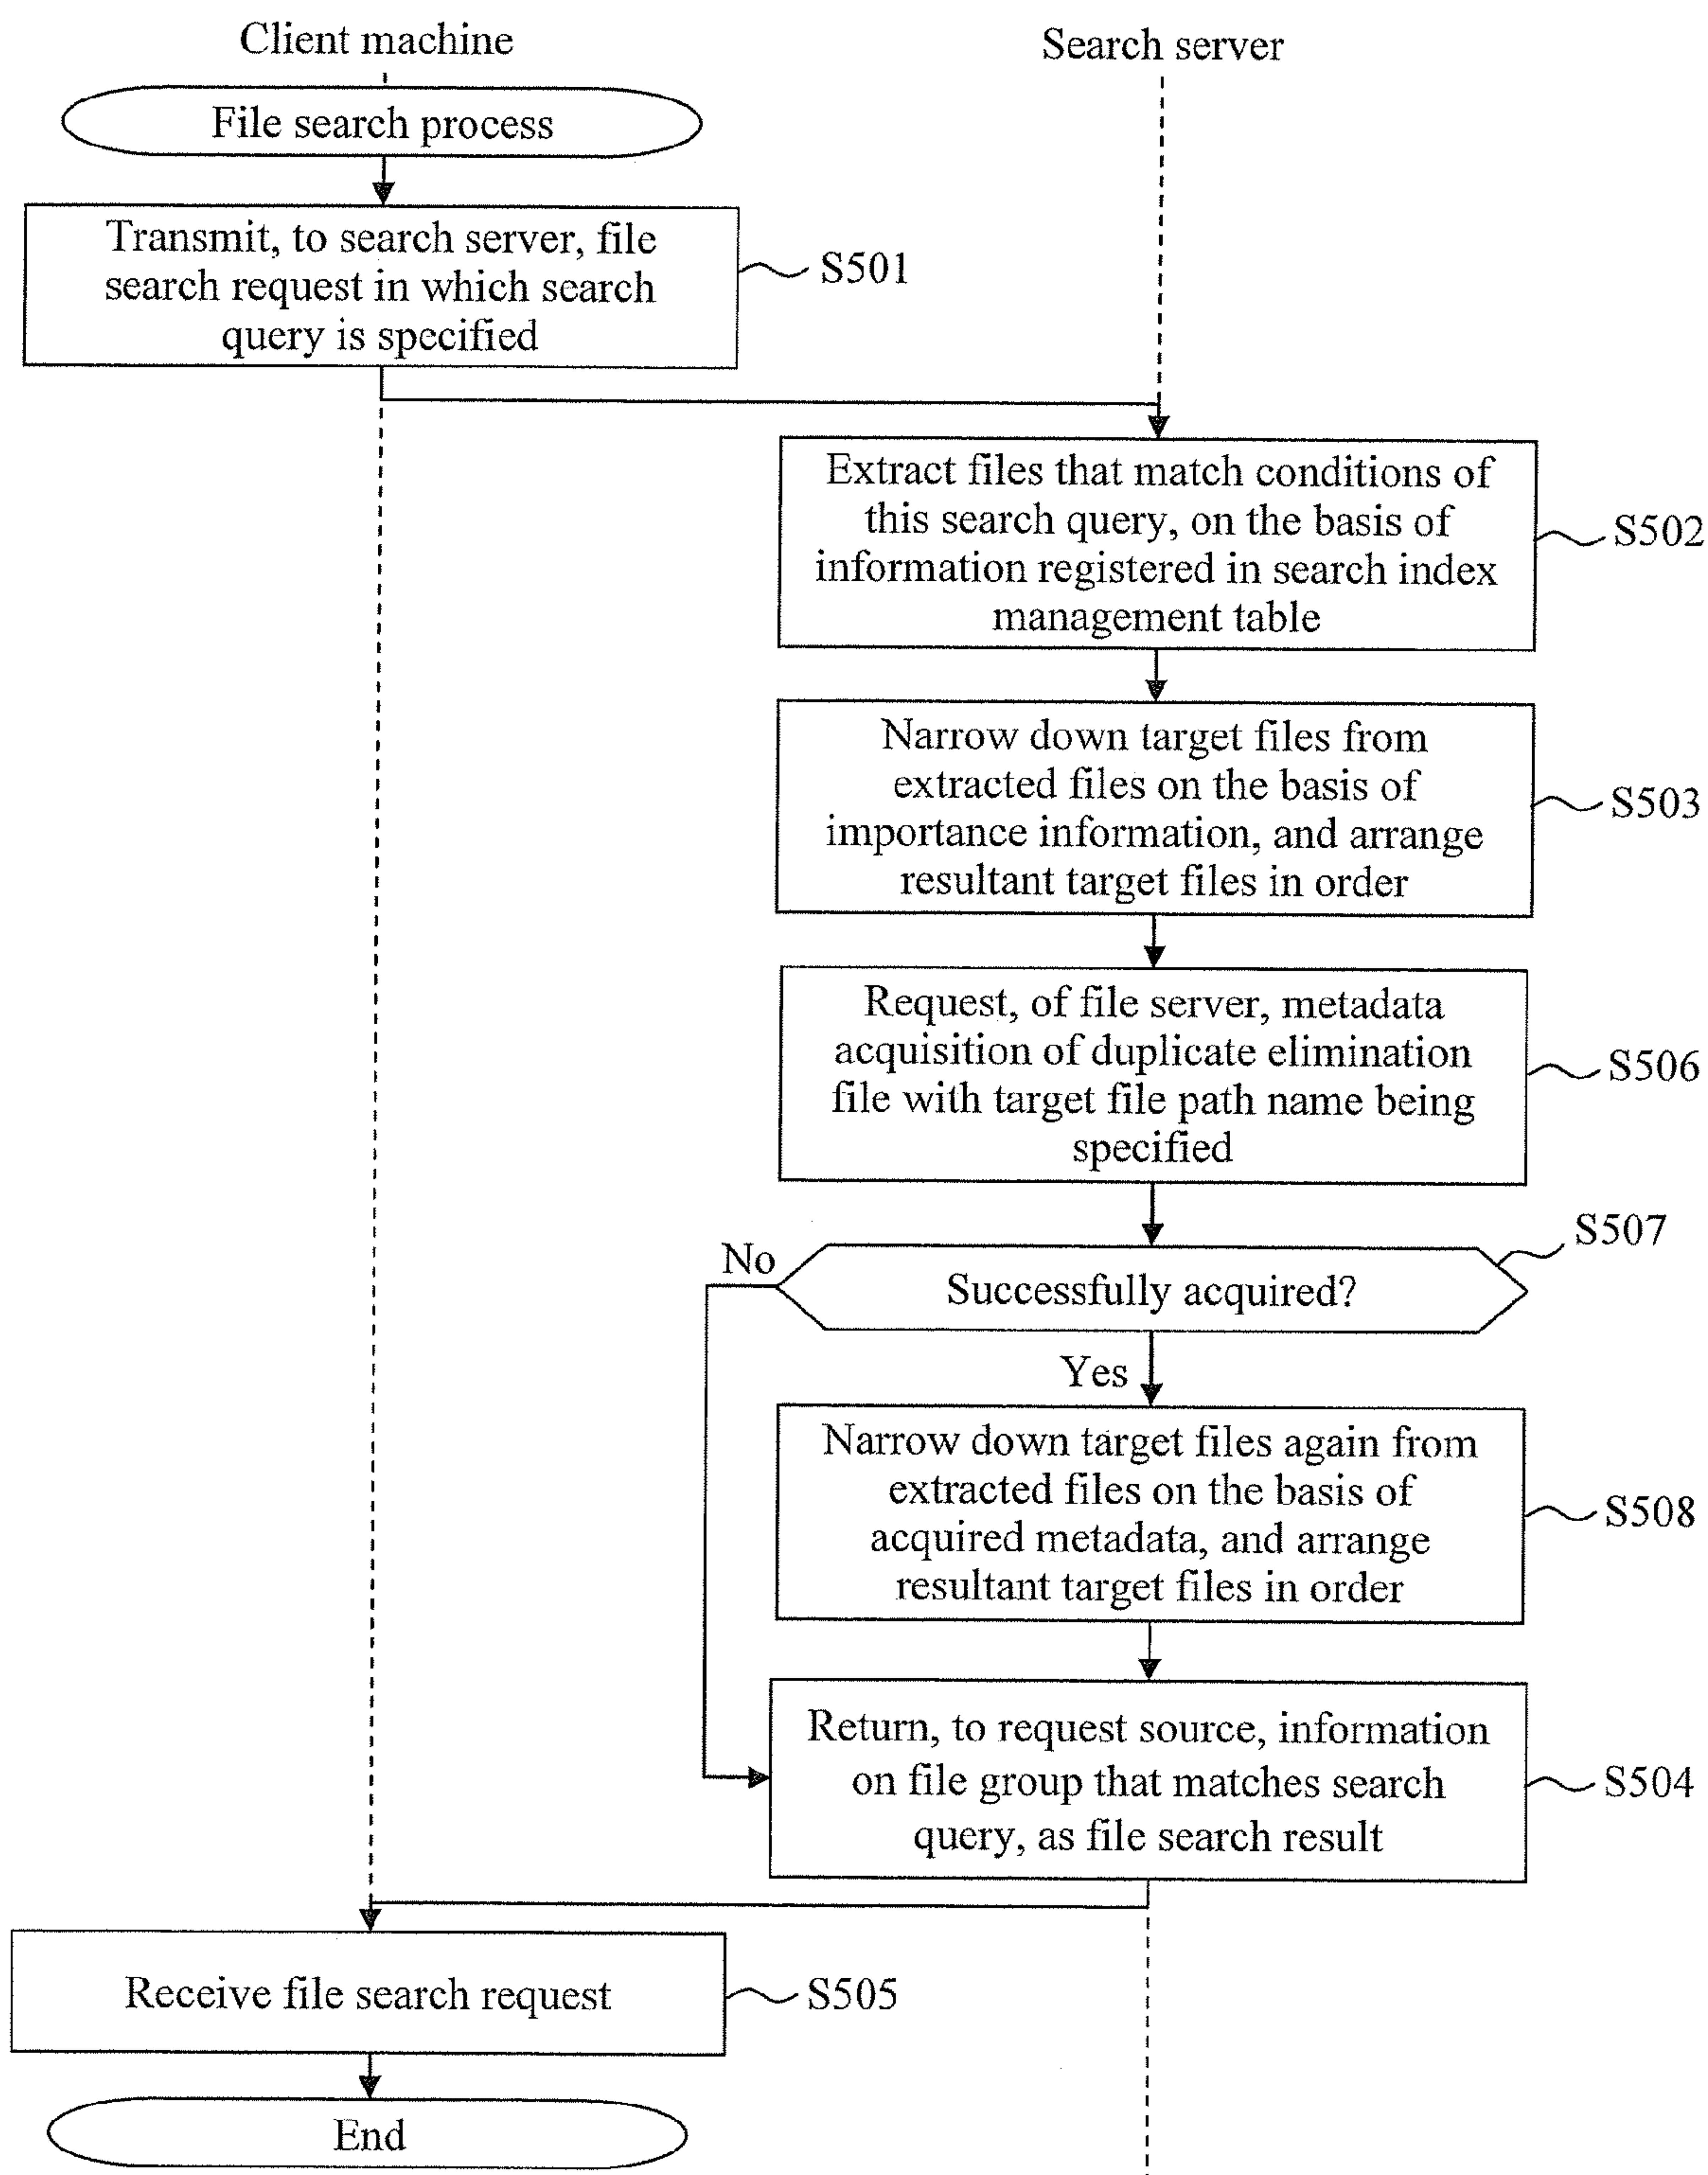 Client machine
Search server
File search process
Transmit, to search server, file
search request in which search
query is specified
S501
Extract files that match conditions of
this search query, on the basis of
information registered in search index
management table
S502
Narrow down target files from
extracted files on the basis of
importance information, and arrange
resultant target files in order
S503
Request, of file server, metadata
acquisition of duplicate elimination
file with target file path name being
specified
S506
S507
No
Successfully acquired?
Yes
Narrow down target files again from
extracted files on the basis of
acquired metadata, and arrange
resultant target files in order
S508
Return, to request source, information
on file group that matches search
query, as file search result
S504
Receive file search request
S505
End